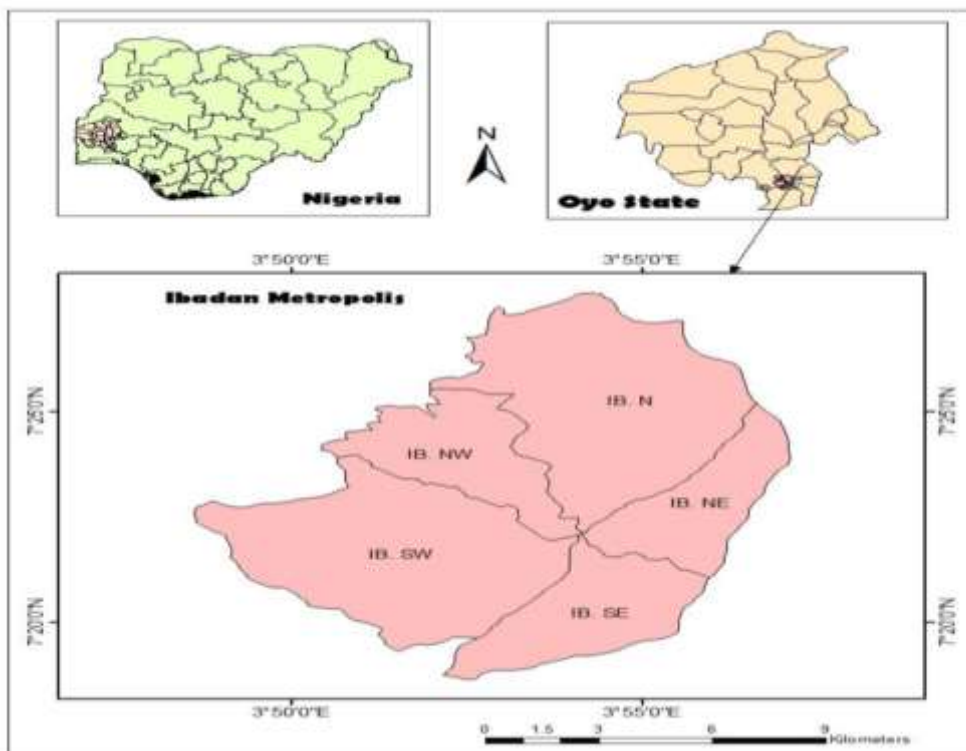 N
Nigeria
Oyo State
3°50'0"E 3°55'0"E
Ibadan Metropolis
7°25'0"N 7°25'0"N
IB. N
IB. NW
IB. NE
IB. SW
IB. SE
7°20'0"N 7°20'0"N
3°50'0"E 3°55'0"E
0 1.5 3 6 9
Kilometers